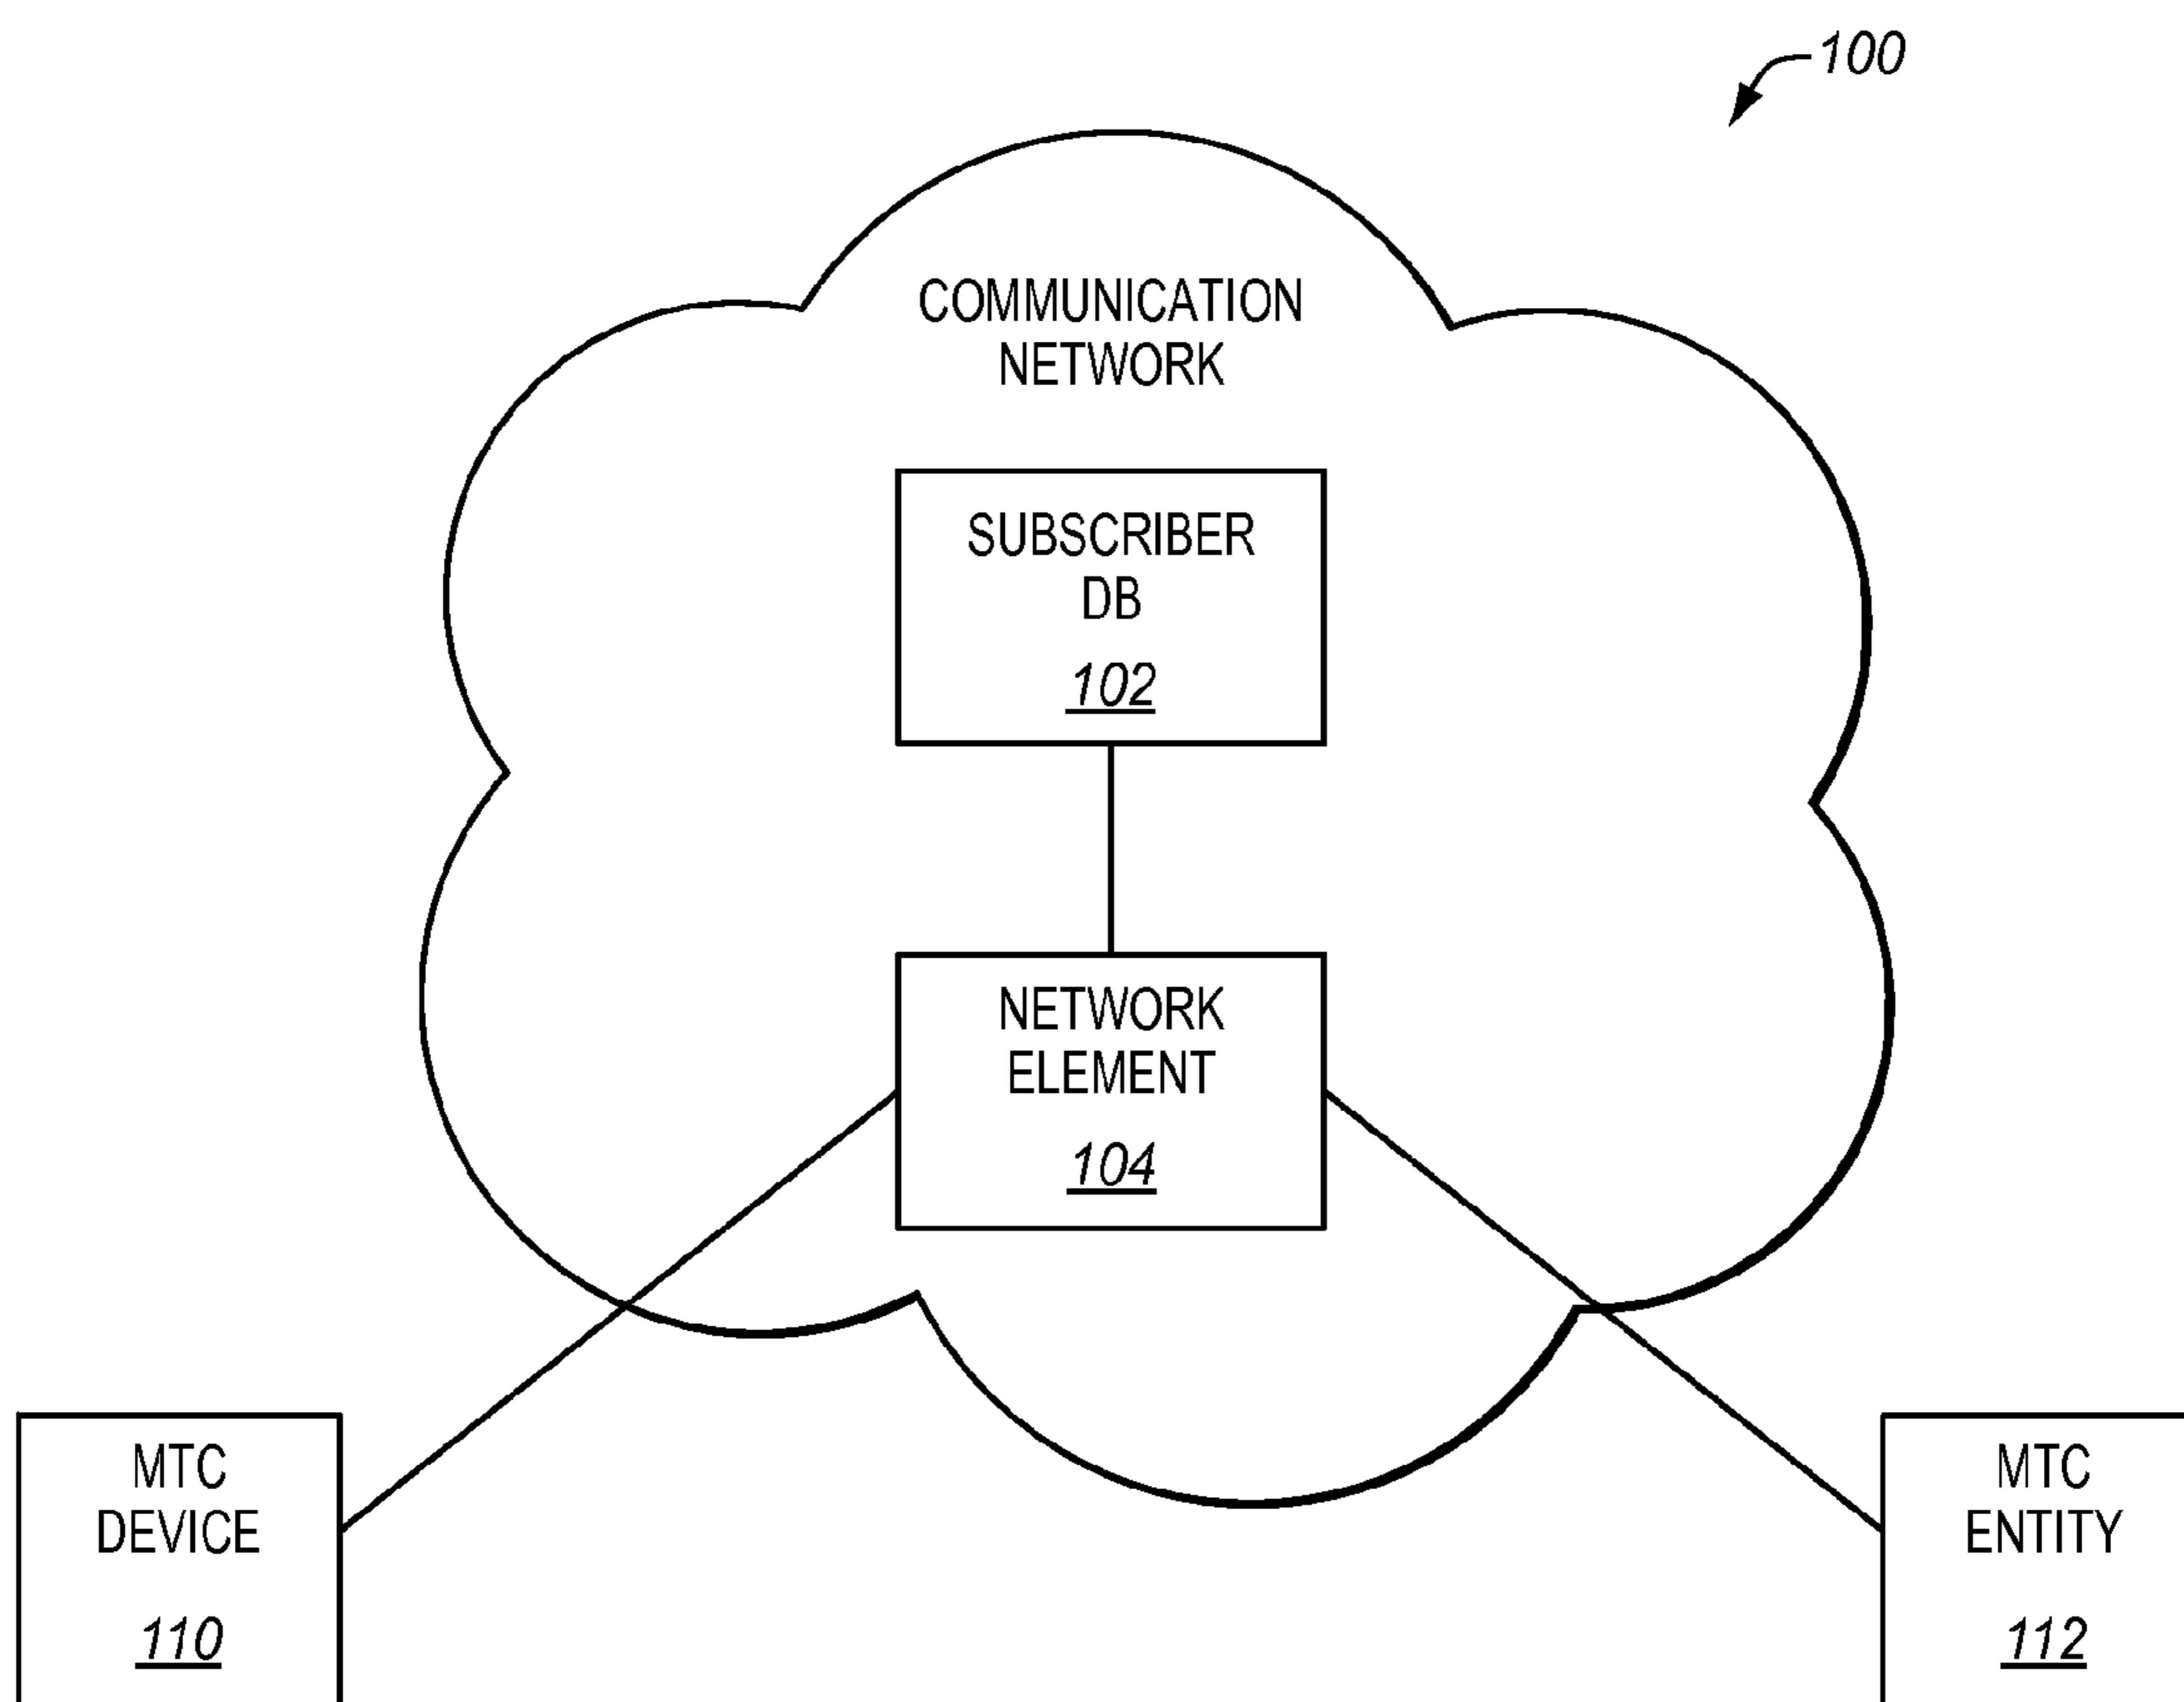 100
COMMUNICATION
NETWORK
SUBSCRIBER
DB
102
NETWORK
ELEMENT
104
MTC
DEVICE
110
MTC
ENTITY
112